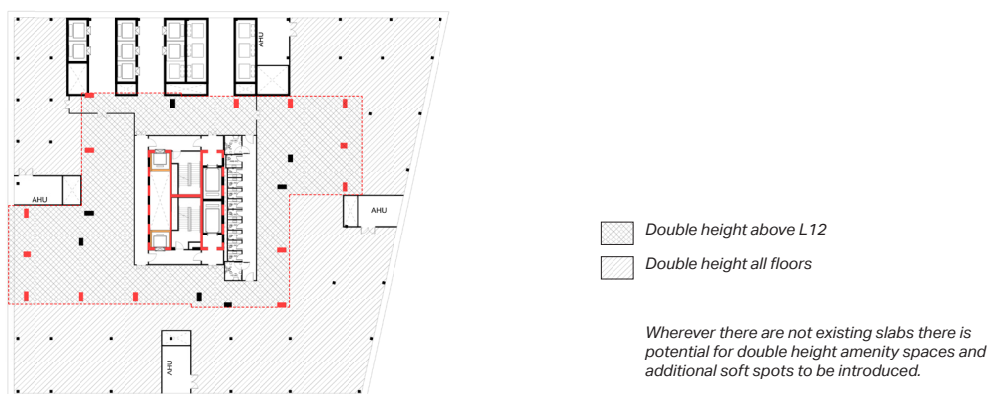 AHU
AHU
AHU
AHU
Double height above L12
Double height all floors
Wherever there are not existing slabs there is
potential for double height amenity spaces and
additional soft spots to be introduced.